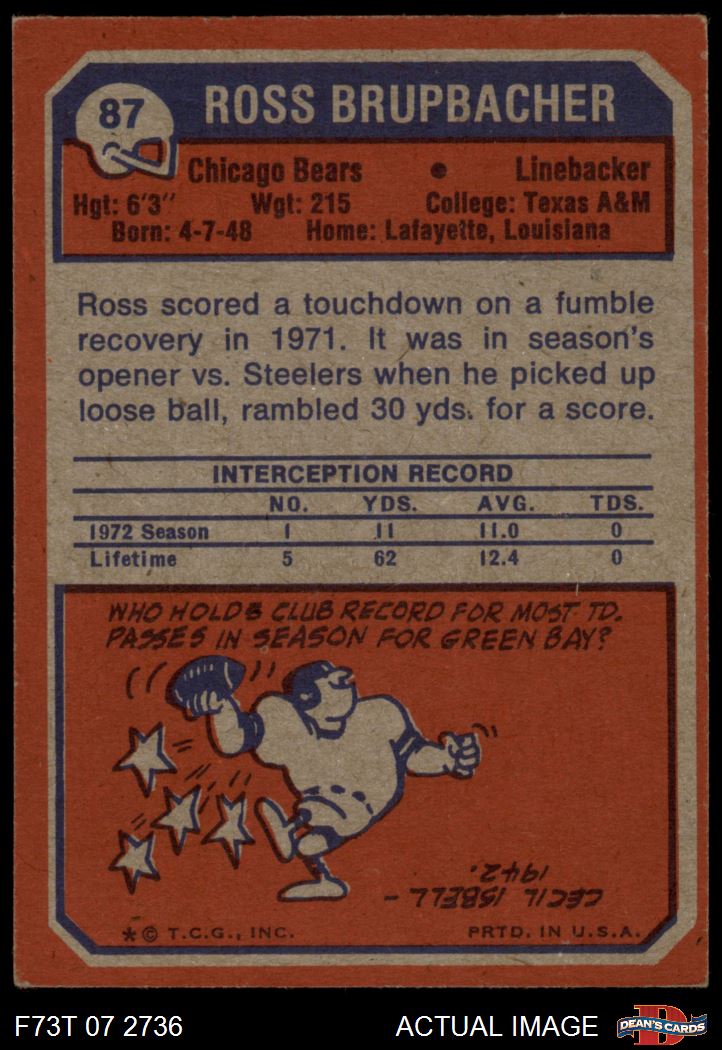 87
ROSS BRUPBACHER
Chicago Bears • Linebacker
Hgt: 6'3" Wgt: 215 College: Texas A&M
Born: 4-7-48 Home: Lafayette, Louisiana
Ross scored a touchdown on a fumble
recovery in 1971. It was in season's
opener vs. Steelers when he picked up
loose ball, rambled 30 yds. for a score.
INTERCEPTION RECORD
NO. YDS. AVG. TDS.
1972 Season 1 11 11.0 0
Lifetime 5 62 12.4 0
WHO HOLDS CLUB RECORD FOR MOST TD.
PASSES IN SEASON FOR GREEN BAY?
CECIL ISBELL-
1942.
*© T.C.G., INC. PRTD. IN U.S.A.
F73T 07 2736 ACTUAL IMAGE
D
DEAN'S CARDS